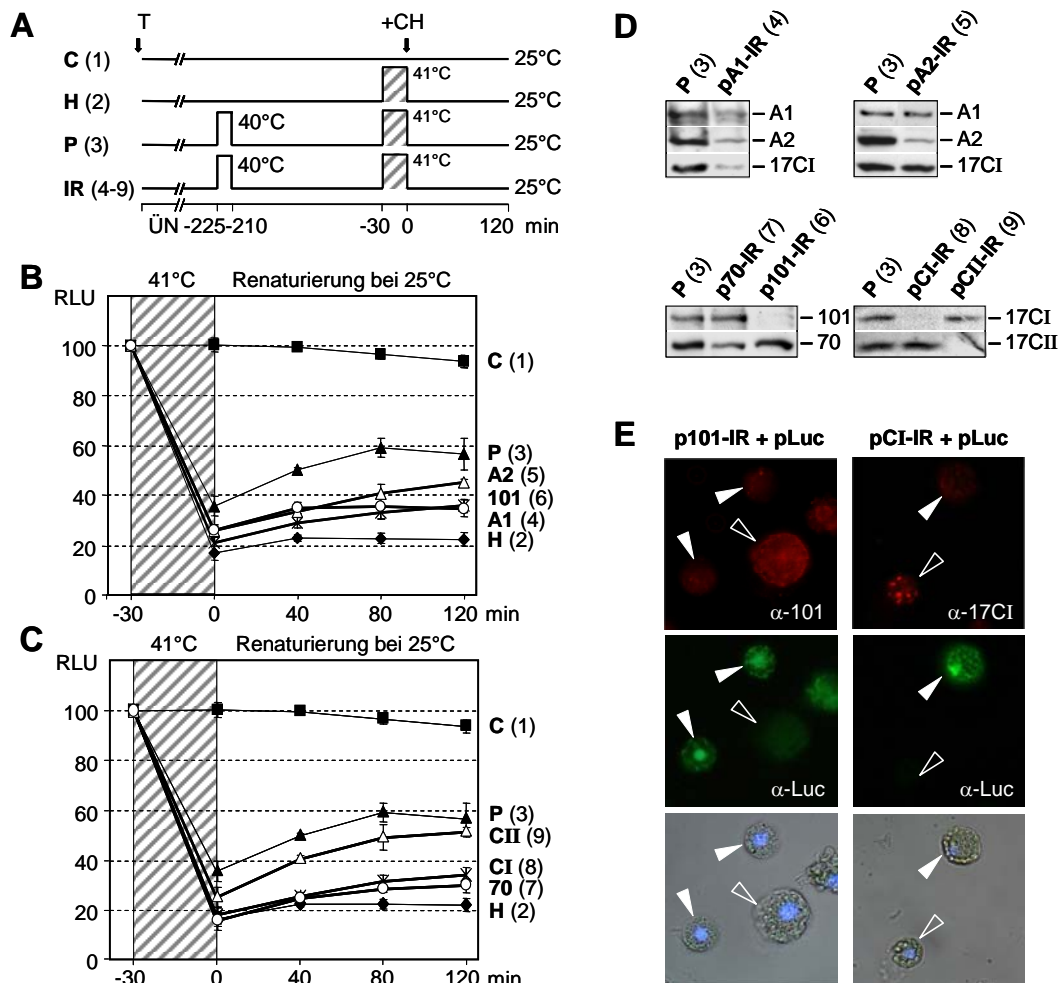 A
T
+CH
C (1)
25°C
H (2)
41°C
25°C
P (3)
40°C
41°C
25°C
IR (4-9)
40°C
41°C
25°C
ÜN -225-210 -30 0 120 min
B
41°C Renaturierung bei 25°C
RLU
100
80
60
40
20
0
-30 0 40 80 120 min
C (1)
P (3)
A2 (5)
101 (6)
A1 (4)
H (2)
C
41°C Renaturierung bei 25°C
RLU
100
80
60
40
20
0
-30 0 40 80 120 min
C (1)
P (3)
CII (9)
CI (8)
70 (7)
H (2)
D
P (3) pA1-IR (4)
A1
A2
17CI
P (3) pA2-IR (5)
A1
A2
17CI
P (3) p70-IR (7) p101-IR (6)
101
70
P (3) pCI-IR (8) pCII-IR (9)
17CI
17CII
E
p101-IR + pLuc pCI-IR + pLuc
α-101 α-17CI
α-Luc α-Luc